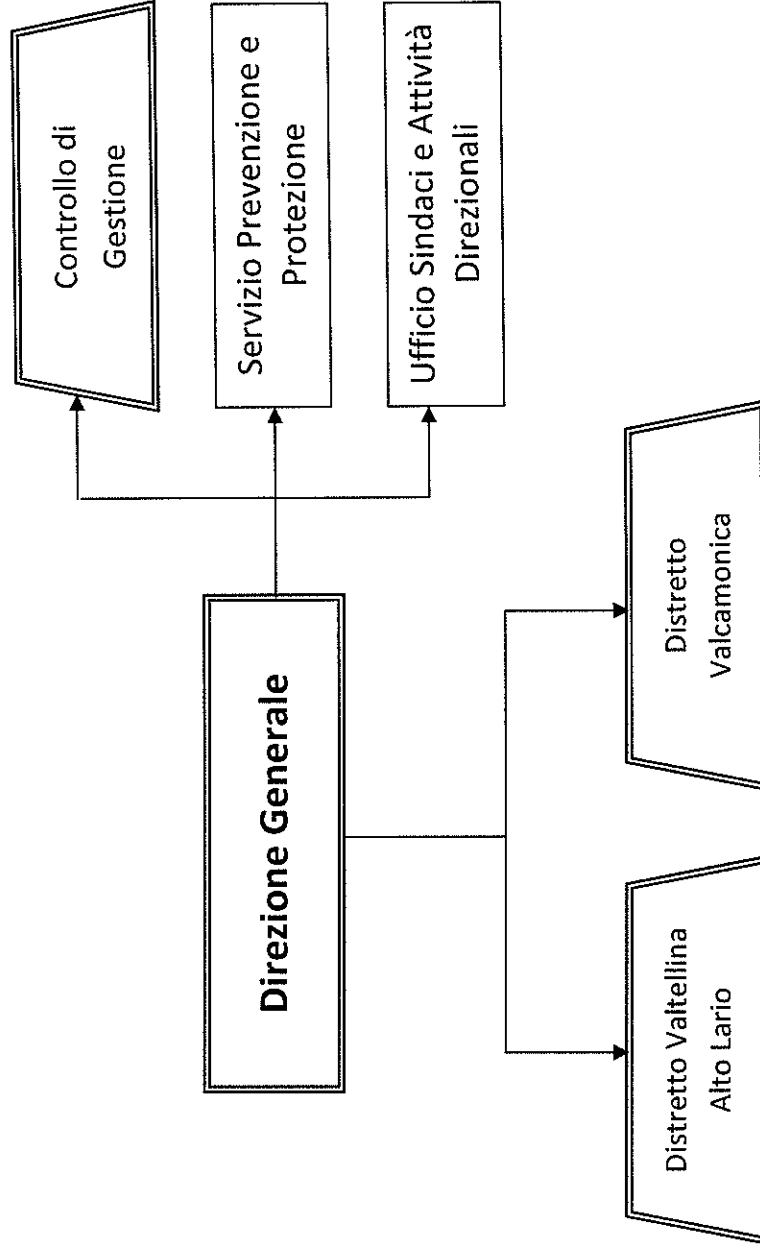 Controllo di
Gestione
Servizio Prevenzione e
Protezione
Ufficio Sindaci e Attività
Direzionali
Direzione Generale
Distretto Valtellina
Alto Lario
Distretto
Valcamonica